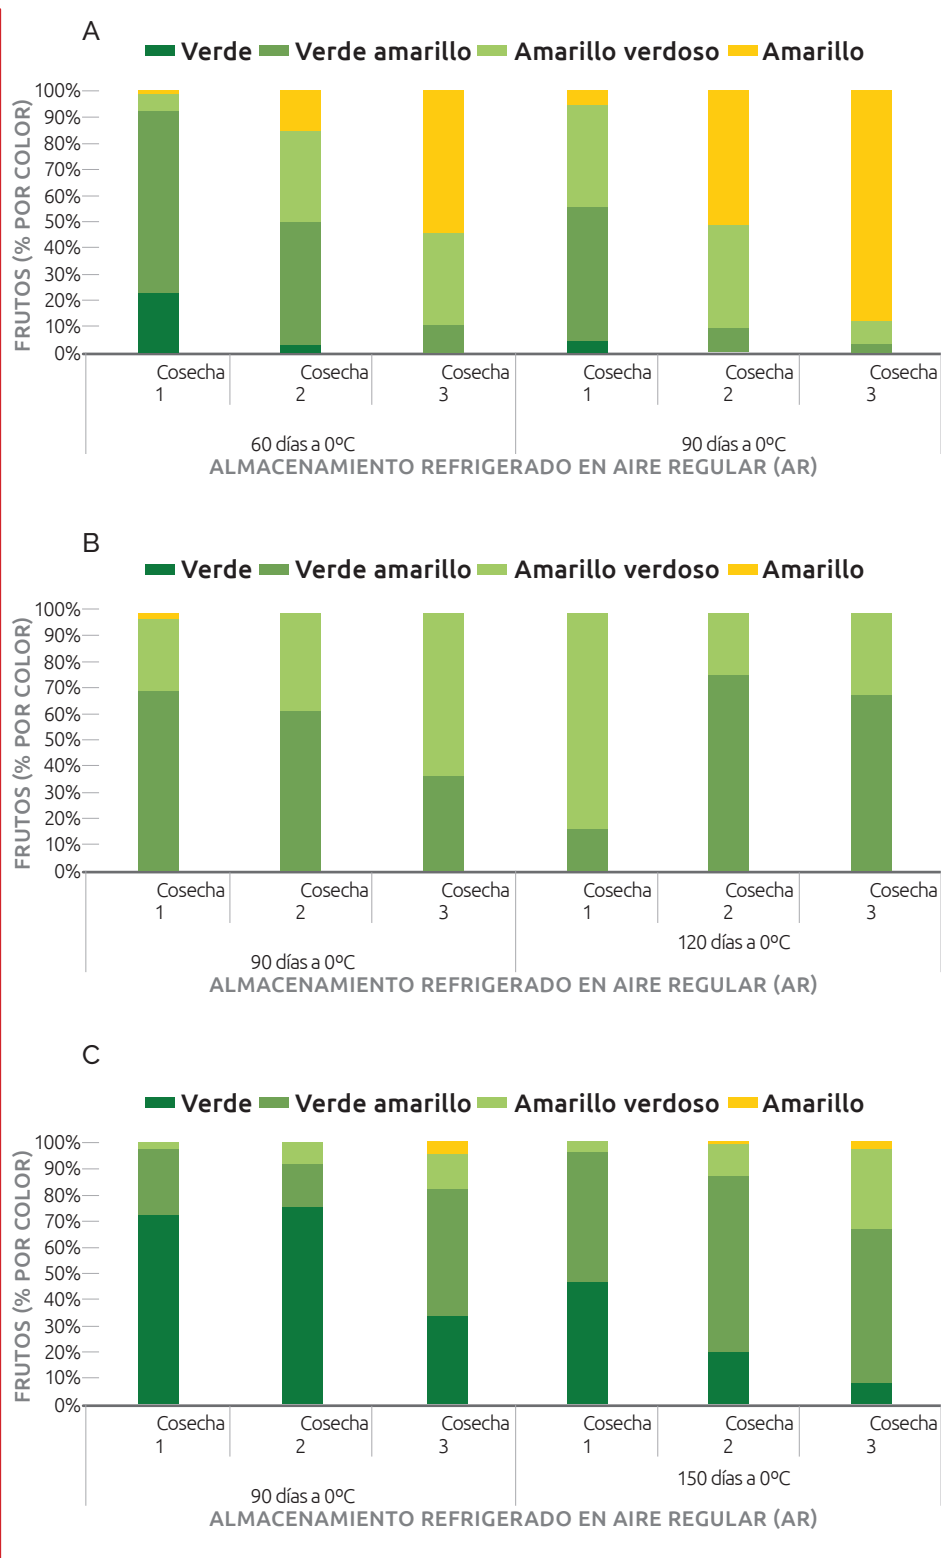 A
Verde Verde amarillo Amarillo verdoso Amarillo
FRUTOS (% POR COLOR)
100%
90%
80%
70%
60%
50%
40%
30%
20%
10%
0%
Cosecha 1 Cosecha 2 Cosecha 3 Cosecha 1 Cosecha 2 Cosecha 3
60 días a 0ºC 90 días a 0ºC
ALMACENAMIENTO REFRIGERADO EN AIRE REGULAR (AR)
B
Verde Verde amarillo Amarillo verdoso Amarillo
FRUTOS (% POR COLOR)
100%
90%
80%
70%
60%
50%
40%
30%
20%
10%
0%
Cosecha 1 Cosecha 2 Cosecha 3 Cosecha 1 Cosecha 2 Cosecha 3
90 días a 0ºC 120 días a 0ºC
ALMACENAMIENTO REFRIGERADO EN AIRE REGULAR (AR)
C
Verde Verde amarillo Amarillo verdoso Amarillo
FRUTOS (% POR COLOR)
100%
90%
80%
70%
60%
50%
40%
30%
20%
10%
0%
Cosecha 1 Cosecha 2 Cosecha 3 Cosecha 1 Cosecha 2 Cosecha 3
90 días a 0ºC 150 días a 0ºC
ALMACENAMIENTO REFRIGERADO EN AIRE REGULAR (AR)